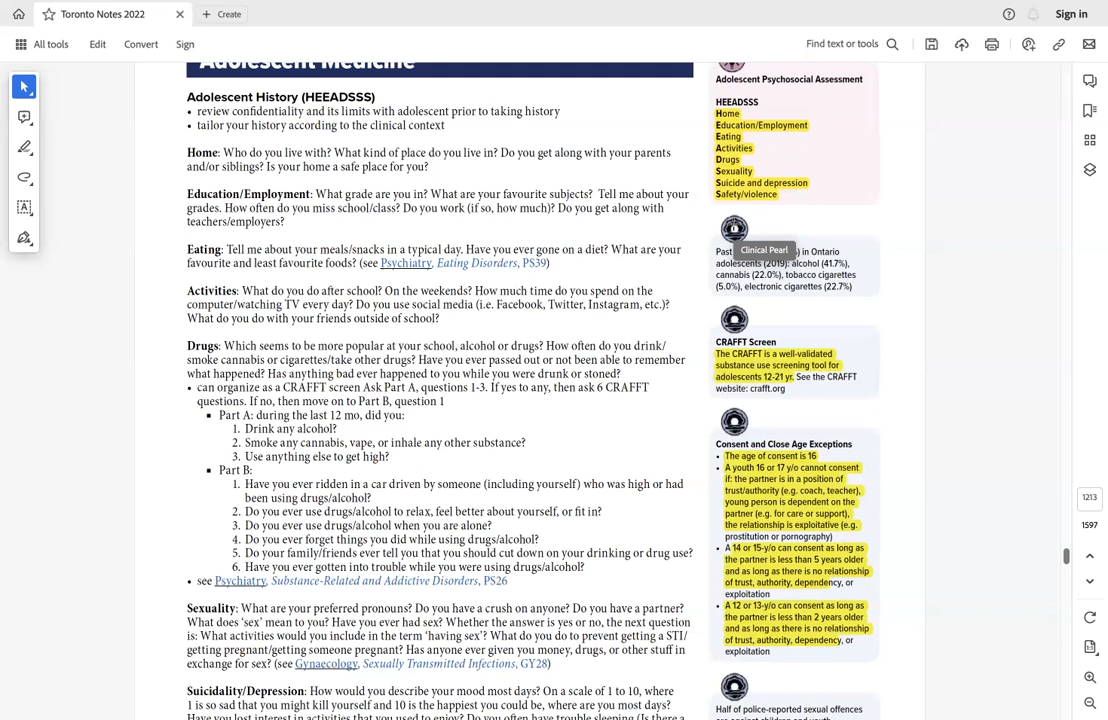 Toronto Notes 2022
Create
Sign in
All tools
Edit
Convert
Sign
Find text or tools
Adolescent Medicine
Adolescent History (HEEADSSS)
• review confidentiality and its limits with adolescent prior to taking history
• tailor your history according to the clinical context
Home: Who do you live with? What kind of place do you live in? Do you get along with your parents
and/or siblings? Is your home a safe place for you?
Education/Employment: What grade are you in? What are your favourite subjects? Tell me about your
grades. How often do you miss school/class? Do you work (if so, how much)? Do you get along with
teachers/employers?
Eating: Tell me about your meals/snacks in a typical day. Have you ever gone on a diet? What are your
favourite and least favourite foods? (see Psychiatry, Eating Disorders, PS39)
Activities: What do you do after school? On the weekends? How much time do you spend on the
computer/watching TV every day? Do you use social media (i.e. Facebook, Twitter, Instagram, etc.)?
What do you do with your friends outside of school?
Drugs: Which seems to be more popular at your school, alcohol or drugs? How often do you drink/
smoke cannabis or cigarettes/take other drugs? Have you ever passed out or not been able to remember
what happened? Has anything bad ever happened to you while you were drunk or stoned?
• can organize as a CRAFFT screen Ask Part A, questions 1-3. If yes to any, then ask 6 CRAFFT
questions. If no, then move on to Part B, question 1
■ Part A: during the last 12 mo, did you:
1. Drink any alcohol?
2. Smoke any cannabis, vape, or inhale any other substance?
3. Use anything else to get high?
■ Part B:
1. Have you ever ridden in a car driven by someone (including yourself) who was high or had
been using drugs/alcohol?
2. Do you ever use drugs/alcohol to relax, feel better about yourself, or fit in?
3. Do you ever use drugs/alcohol when you are alone?
4. Do you ever forget things you did while using drugs/alcohol?
5. Do your family/friends ever tell you that you should cut down on your drinking or drug use?
6. Have you ever gotten into trouble while you were using drugs/alcohol?
• see Psychiatry, Substance-Related and Addictive Disorders, PS26
Sexuality: What are your preferred pronouns? Do you have a crush on anyone? Do you have a partner?
What does ‘sex’ mean to you? Have you ever had sex? Whether the answer is yes or no, the next question
is: What activities would you include in the term ‘having sex’? What do you do to prevent getting a STI/
getting pregnant/getting someone pregnant? Has anyone ever given you money, drugs, or other stuff in
exchange for sex? (see Gynaecology, Sexually Transmitted Infections, GY28)
Suicidality/Depression: How would you describe your mood most days? On a scale of 1 to 10, where
1 is so sad that you might kill yourself and 10 is the happiest you could be, where are you most days?
Have you lost interest in activities that you used to enjoy? Do you often have trouble sleeping (Is there a
Adolescent Psychosocial Assessment
HEEADSSS
Home
Education/Employment
Eating
Activities
Drugs
Sexuality
Suicide and depression
Safety/violence
Clinical Pearl
Past ) in Ontario
adolescents (2019): alcohol (41.7%),
cannabis (22.0%), tobacco cigarettes
(5.0%), electronic cigarettes (22.7%)
CRAFFT Screen
The CRAFFT is a well-validated
substance use screening tool for
adolescents 12-21 yr. See the CRAFFT
website: crafft.org
Consent and Close Age Exceptions
• The age of consent is 16
• A youth 16 or 17 y/o cannot consent
if: the partner is in a position of
trust/authority (e.g. coach, teacher),
young person is dependent on the
partner (e.g. for care or support),
the relationship is exploitative (e.g.
prostitution or pornography)
• A 14 or 15-y/o can consent as long as
the partner is less than 5 years older
and as long as there is no relationship
of trust, authority, dependency, or
exploitation
• A 12 or 13-y/o can consent as long as
the partner is less than 2 years older
and as long as there is no relationship
of trust, authority, dependency, or
exploitation
Half of police-reported sexual offences
are against children and youth
1213
1597